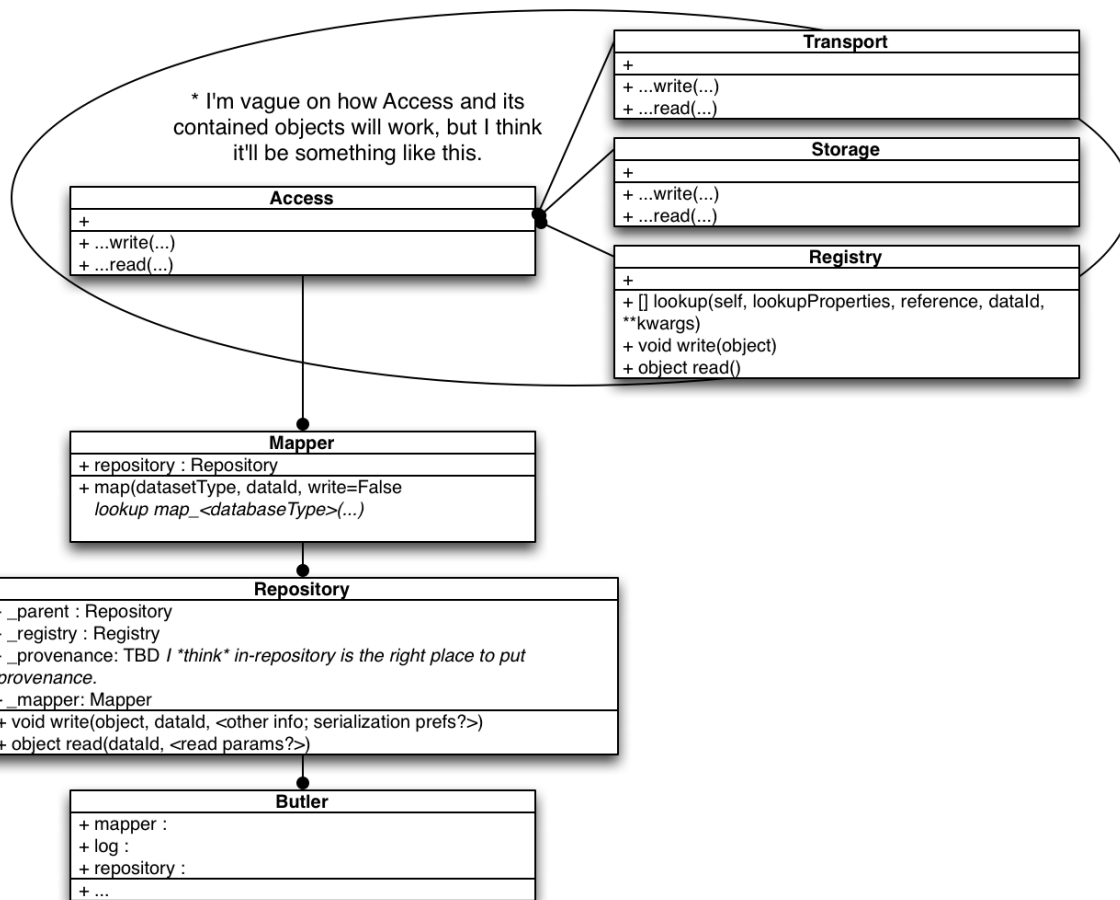 * I'm vague on how Access and its
contained objects will work, but I think
it'll be something like this.
Transport
+
+ ...write(...)
+ ...read(...)
Storage
+
+ ...write(...)
+ ...read(...)
Access
+
+ ...write(...)
+ ...read(...)
Registry
+
+ [] lookup(self, lookupProperties, reference, dataId,
**kwargs)
+ void write(object)
+ object read()
Mapper
+ repository : Repository
+ map(datasetType, dataId, write=False
lookup map_<databaseType>(...)
Repository
- _parent : Repository
- _registry : Registry
- _provenance: TBD I *think* in-repository is the right place to put
provenance.
- _mapper: Mapper
+ void write(object, dataId, <other info; serialization prefs?>)
+ object read(dataId, <read params?>)
Butler
+ mapper :
+ log :
+ repository :
+ ...